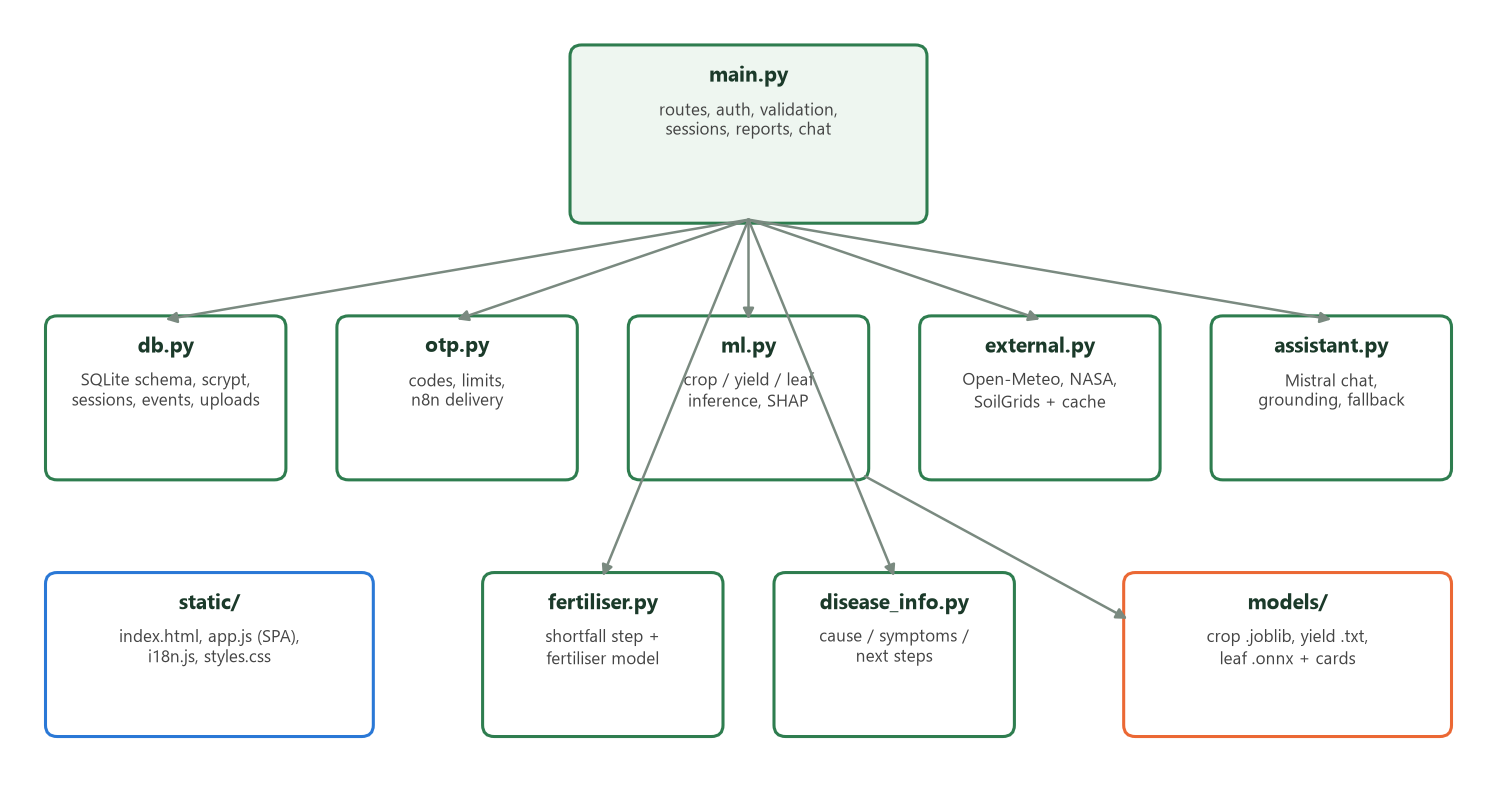 main.py
routes, auth, validation,
sessions, reports, chat
db.py
SQLite schema, scrypt,
sessions, events, uploads
otp.py
codes, limits,
n8n delivery
ml.py
crop / yield / leaf
inference, SHAP
external.py
Open-Meteo, NASA,
SoilGrids + cache
assistant.py
Mistral chat,
grounding, fallback
static/
index.html, app.js (SPA),
i18n.js, styles.css
fertiliser.py
shortfall step +
fertiliser model
disease_info.py
cause / symptoms /
next steps
models/
crop .joblib, yield .txt,
leaf .onnx + cards